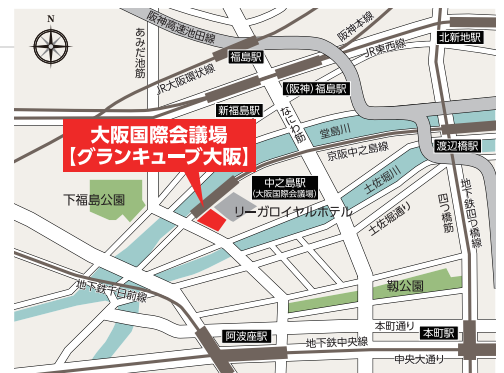 N
阪神高速池田線
あみだ池筋
福島駅
阪神本線
北新地駅
JR東西線
JR大阪環状線
(阪神)福島駅
新福島駅
なにわ筋
堂島川
渡辺橋駅
大阪国際会議場
【グランキューブ大阪】
京阪中之島線
中之島駅
(大阪国際会議場)
土佐堀川
下福島公園
リーガロイヤルホテル
土佐堀通り
四つ橋筋
地下鉄四つ橋線
地下鉄千日前線
靱公園
本町通り
阿波座駅
地下鉄中央線
本町駅
中央大通り